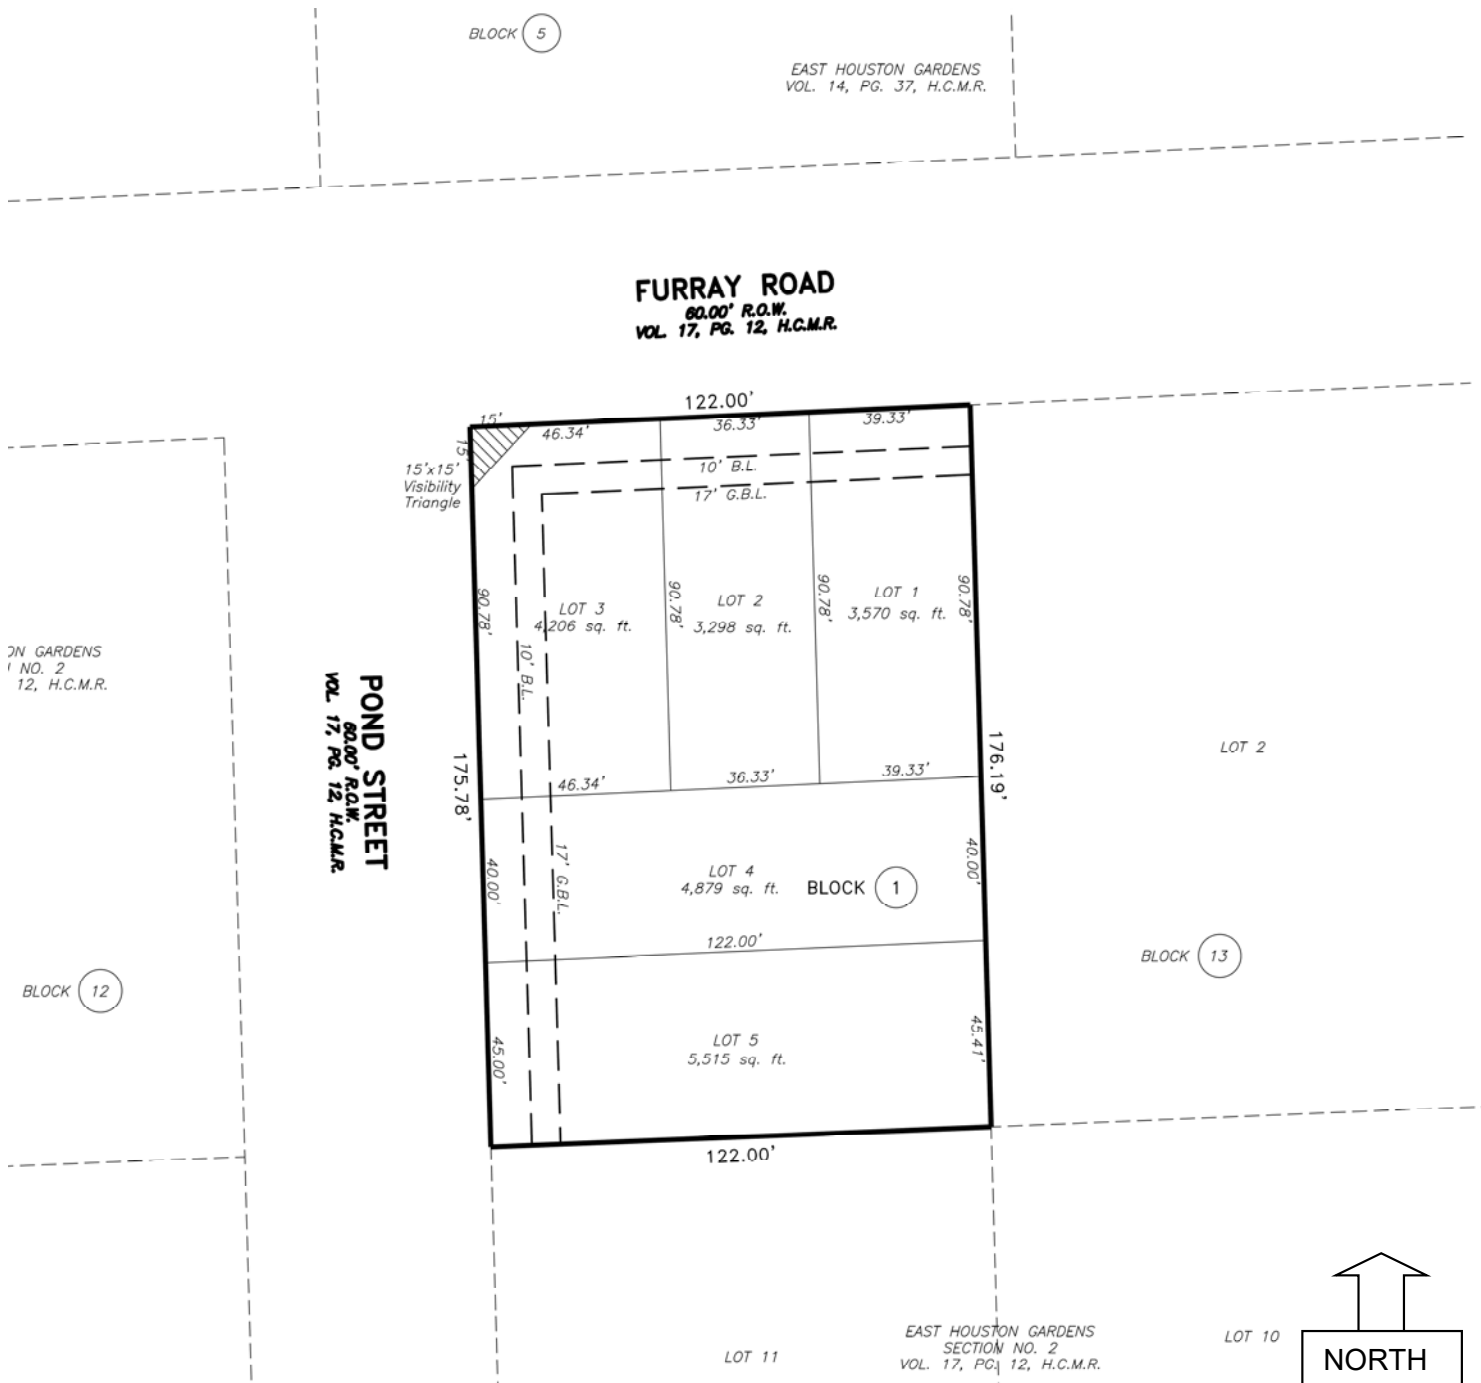 BLOCK 5
EAST HOUSTON GARDENS
VOL. 14, PG. 37, H.C.M.R.
FURRAY ROAD
60.00' R.O.W.
VOL. 17, PG. 12, H.C.M.R.
122.00'
15'
46.34'
36.33'
39.33'
15'
15'x15'
Visibility
Triangle
10' B.L.
17' G.B.L.
90.78'
LOT 3
4,206 sq. ft.
90.78'
LOT 2
3,298 sq. ft.
90.78'
LOT 1
3,570 sq. ft.
90.78'
10' B.L.
ON GARDENS
NO. 2
12, H.C.M.R.
POND STREET
60.00' R.O.W.
VOL. 17, PG. 12, H.C.M.R.
175.78'
176.19'
LOT 2
46.34'
36.33'
39.33'
40.00'
17' G.B.L.
LOT 4
4,879 sq. ft.
BLOCK 1
40.00'
122.00'
BLOCK 13
BLOCK 12
45.00'
LOT 5
5,515 sq. ft.
45.41'
122.00'
LOT 11
EAST HOUSTON GARDENS
SECTION NO. 2
VOL. 17, PG. 12, H.C.M.R.
LOT 10
NORTH